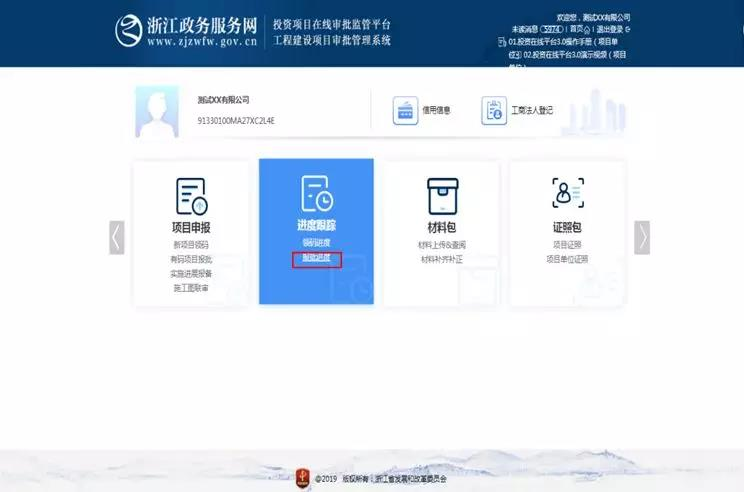 浙江政务服务网
www.zjzwfw.gov.cn
投资项目在线审批监管平台
工程建设项目审批管理系统
欢迎您，测试XX有限公司
未读消息 5974 | 首页 | 退出登录
01.投资在线平台3.0操作手册（项目单
位） 02.投资在线平台3.0演示视频（项目
单位）
测试XX有限公司
91330100MA27XC2L4E
信用信息
工商法人登记
项目申报
新项目领码
有码项目报批
实施进展报备
施工图联审
进度跟踪
领码进度
报批进度
材料包
材料上传&查阅
材料补齐补正
证照包
项目证照
项目单位证照
©2019 版权所有：浙江省发展和改革委员会